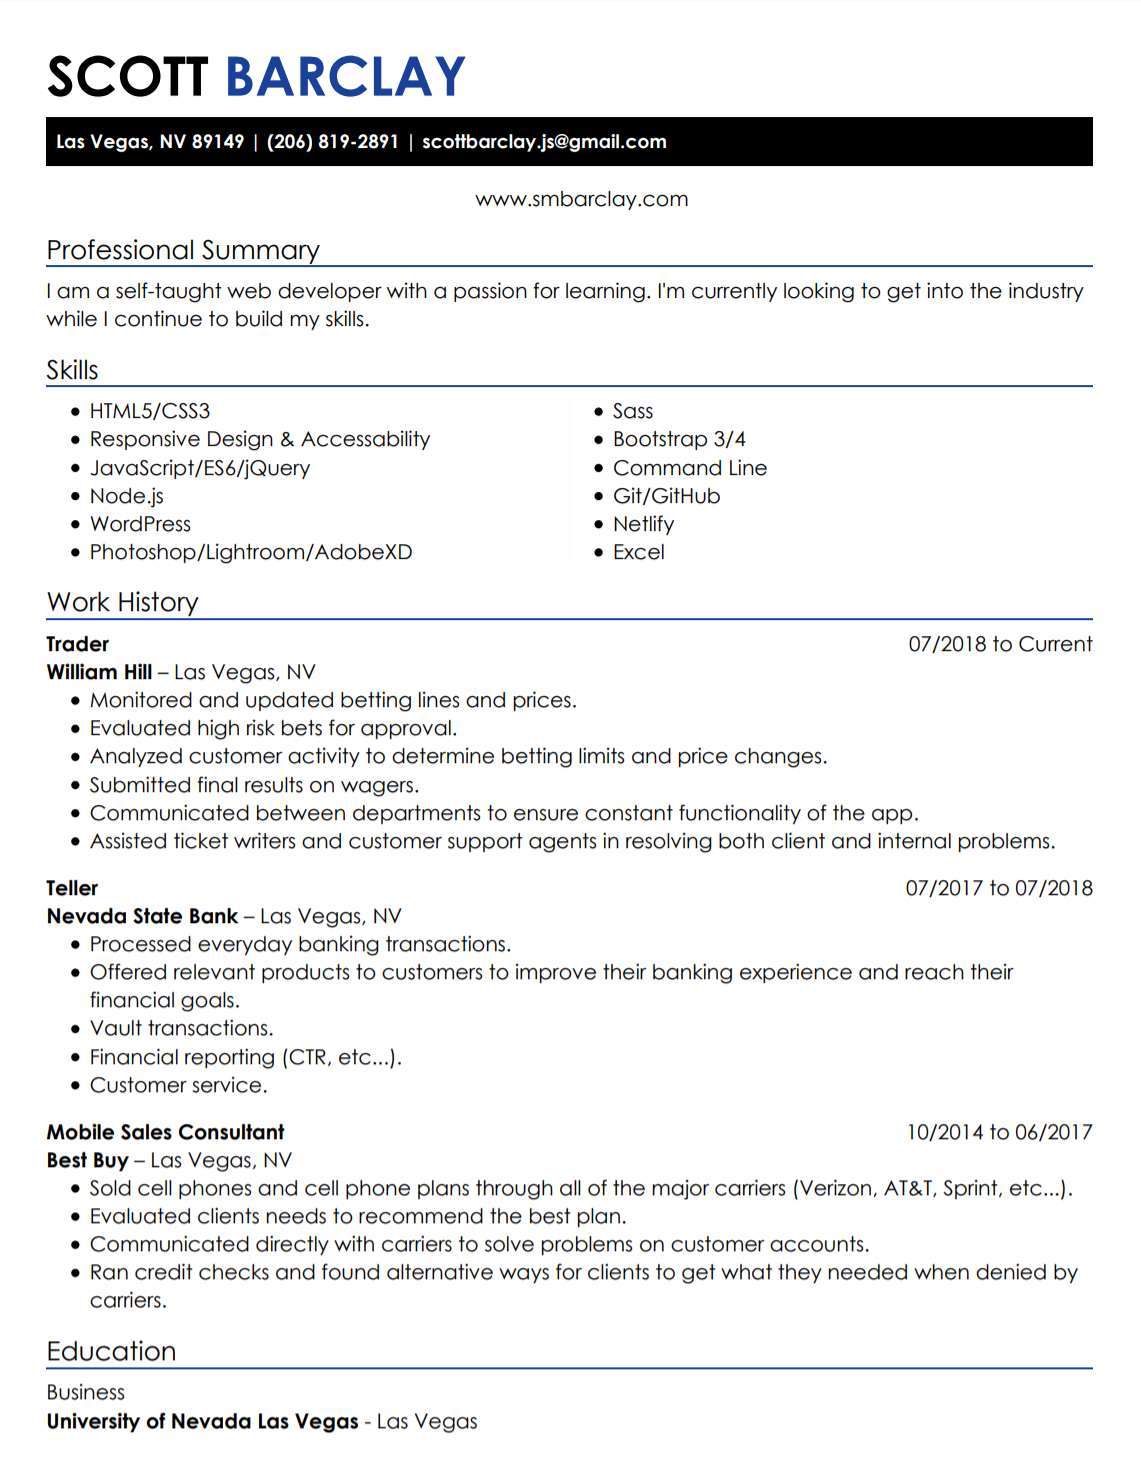 SCOTT BARCLAY
Las Vegas, NV 89149 | (206) 819-2891 | scottbarclay.js@gmail.com
www.smbarclay.com
Professional Summary
I am a self-taught web developer with a passion for learning. I'm currently looking to get into the industry
while I continue to build my skills.
Skills
• HTML5/CSS3
• Responsive Design & Accessability
• JavaScript/ES6/jQuery
• Node.js
• WordPress
• Photoshop/Lightroom/AdobeXD
• Sass
• Bootstrap 3/4
• Command Line
• Git/GitHub
• Netlify
• Excel
Work History
Trader 07/2018 to Current
William Hill – Las Vegas, NV
• Monitored and updated betting lines and prices.
• Evaluated high risk bets for approval.
• Analyzed customer activity to determine betting limits and price changes.
• Submitted final results on wagers.
• Communicated between departments to ensure constant functionality of the app.
• Assisted ticket writers and customer support agents in resolving both client and internal problems.
Teller 07/2017 to 07/2018
Nevada State Bank – Las Vegas, NV
• Processed everyday banking transactions.
• Offered relevant products to customers to improve their banking experience and reach their
financial goals.
• Vault transactions.
• Financial reporting (CTR, etc...).
• Customer service.
Mobile Sales Consultant 10/2014 to 06/2017
Best Buy – Las Vegas, NV
• Sold cell phones and cell phone plans through all of the major carriers (Verizon, AT&T, Sprint, etc...).
• Evaluated clients needs to recommend the best plan.
• Communicated directly with carriers to solve problems on customer accounts.
• Ran credit checks and found alternative ways for clients to get what they needed when denied by
carriers.
Education
Business
University of Nevada Las Vegas - Las Vegas